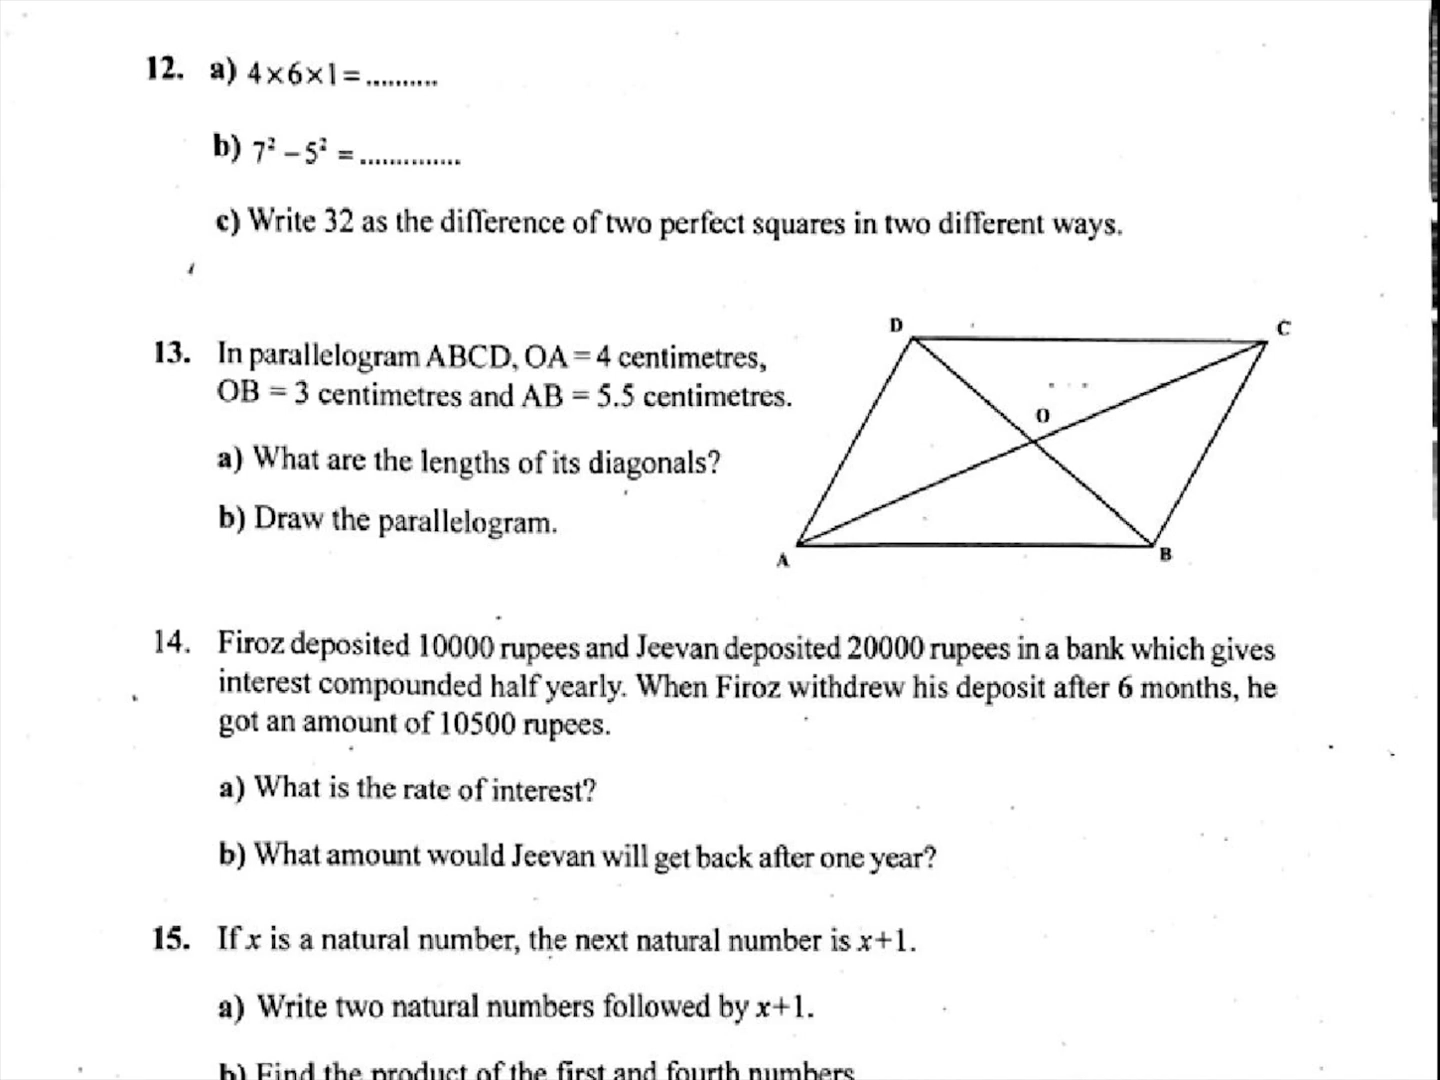 12. a) 4×6×1=..........
b) 7² – 5² = ..............
c) Write 32 as the difference of two perfect squares in two different ways.
13. In parallelogram ABCD, OA = 4 centimetres,
OB = 3 centimetres and AB = 5.5 centimetres.
a) What are the lengths of its diagonals?
b) Draw the parallelogram.
D
C
O
A
B
14. Firoz deposited 10000 rupees and Jeevan deposited 20000 rupees in a bank which gives
interest compounded half yearly. When Firoz withdrew his deposit after 6 months, he
got an amount of 10500 rupees.
a) What is the rate of interest?
b) What amount would Jeevan will get back after one year?
15. If x is a natural number, the next natural number is x+1.
a) Write two natural numbers followed by x+1.
b) Find the product of the first and fourth numbers